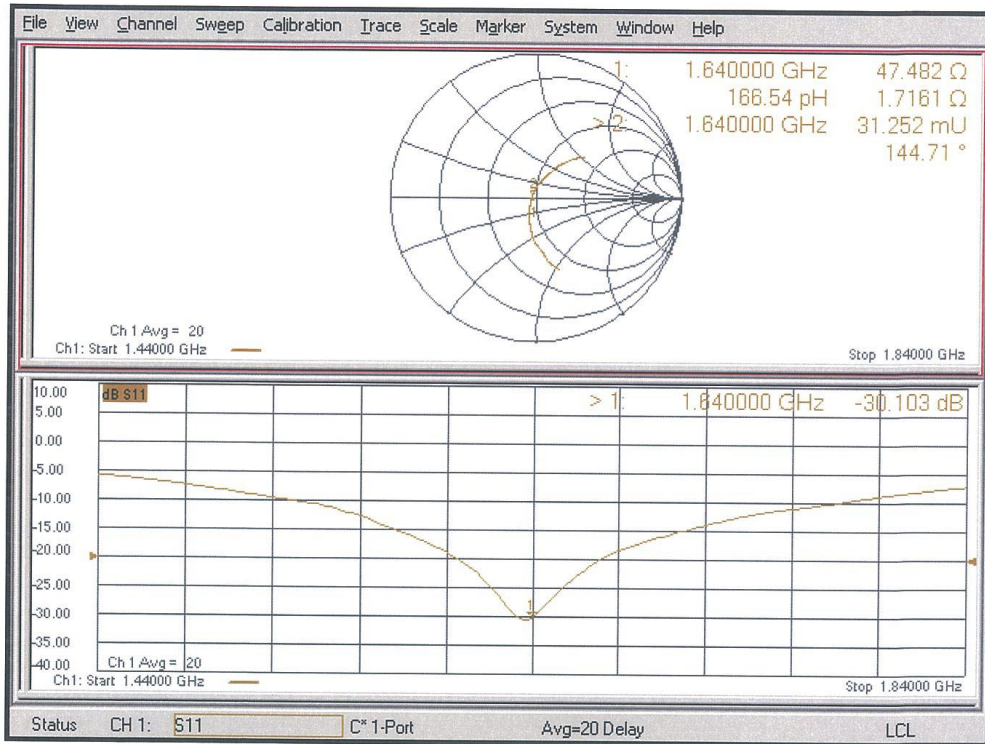 File View Channel Sweep Calibration Trace Scale Marker System Window Help
1: 1.640000 GHz 47.482 Ω
166.54 pH 1.7161 Ω
> 2: 1.640000 GHz 31.252 mU
144.71 °
Ch 1 Avg = 20
Ch1: Start 1.44000 GHz
Stop 1.84000 GHz
dB S11
> 1: 1.640000 GHz -30.103 dB
10.00
5.00
0.00
-5.00
-10.00
-15.00
-20.00
-25.00
-30.00
-35.00
-40.00
1
Ch 1 Avg = 20
Ch1: Start 1.44000 GHz
Stop 1.84000 GHz
Status CH 1: S11 C* 1-Port Avg=20 Delay LCL